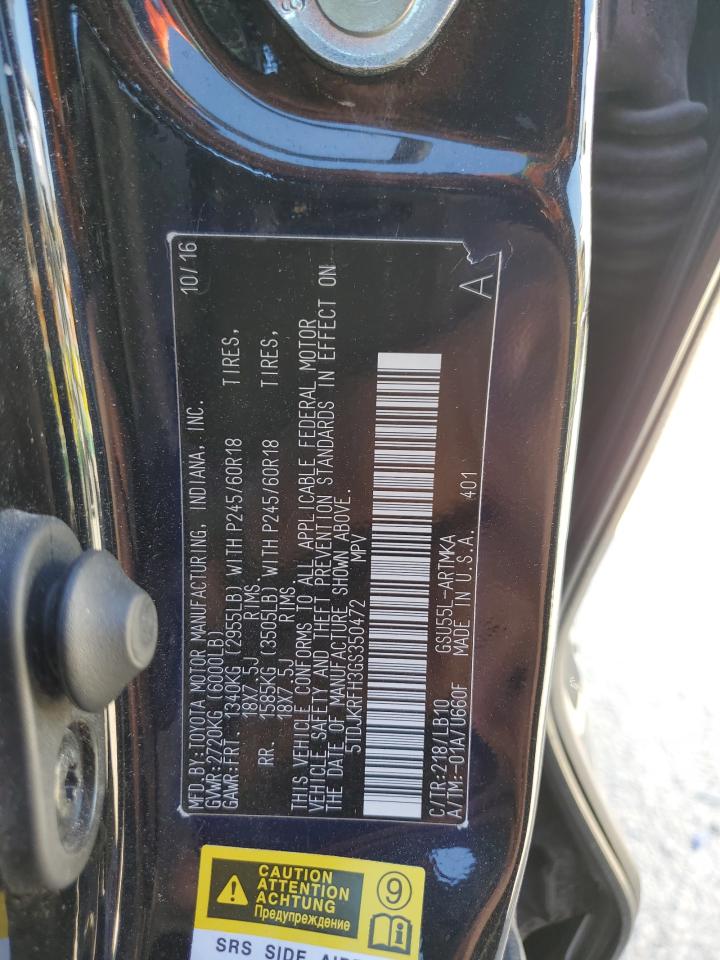 10/16
MFD.BY:TOYOTA MOTOR MANUFACTURING, INDIANA, INC.
GVWR:2720KG (6000LB)
GAWR:FRT. 1340KG (2955LB) WITH P245/60R18 TIRES,
18X7.5J RIMS.
RR. 1585KG (3505LB) WITH P245/60R18 TIRES,
18X7.5J RIMS.
THIS VEHICLE CONFORMS TO ALL APPLICABLE FEDERAL MOTOR
VEHICLE SAFETY AND THEFT PREVENTION STANDARDS IN EFFECT ON
THE DATE OF MANUFACTURE SHOWN ABOVE.
5TDJKRFH3GS350472 MPV
C/TR:218/LB10 GSU55L-ARTMKA 401
A/TM:-01A/U660F MADE IN U.S.A.
A
CAUTION
ATTENTION
ACHTUNG
Предупреждение
9
SRS SIDE